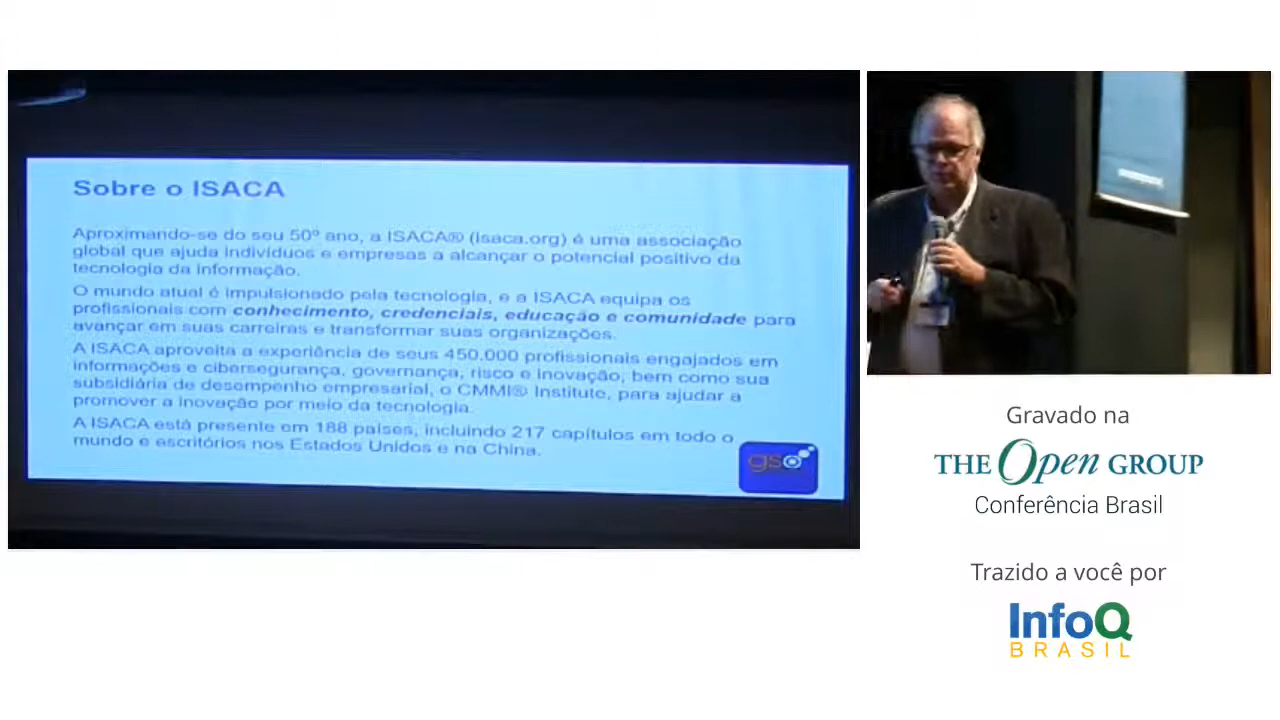 Sobre o ISACA
Aproximando-se do seu 50º ano, a ISACA® (isaca.org) é uma associação
global que ajuda indivíduos e empresas a alcançar o potencial positivo da
tecnologia da informação.
O mundo atual é impulsionado pela tecnologia, e a ISACA equipa os
profissionais com conhecimento, credenciais, educação e comunidade para
avançar em suas carreiras e transformar suas organizações.
A ISACA aproveita a experiência de seus 450.000 profissionais engajados em
informações e cibersegurança, governança, risco e inovação, bem como sua
subsidiária de desempenho empresarial, o CMMI® Institute, para ajudar a
promover a inovação por meio da tecnologia.
A ISACA está presente em 188 países, incluindo 217 capítulos em todo o
mundo e escritórios nos Estados Unidos e na China.
gso
Gravado na
THE Open GROUP
Conferência Brasil
Trazido a você por
InfoQ
BRASIL